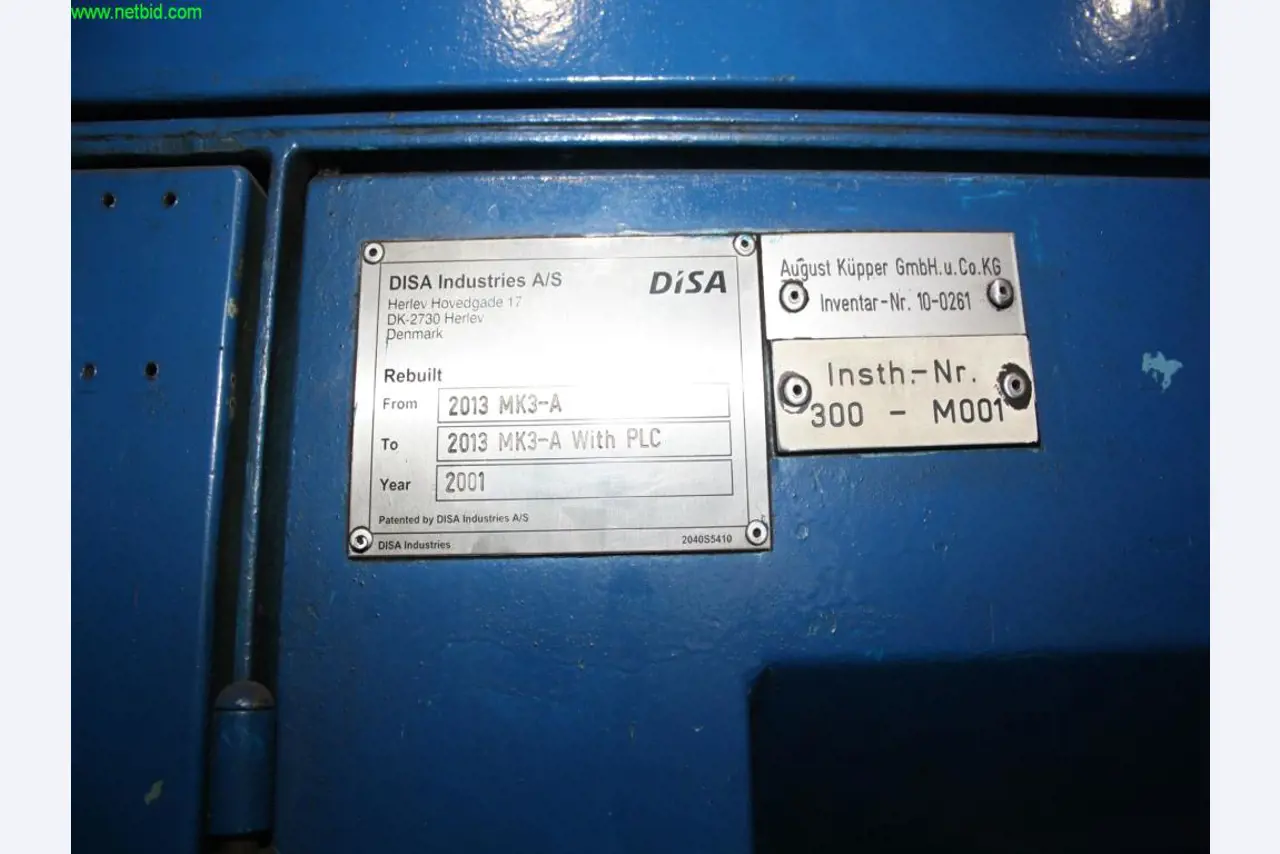 www.netbid.com
DISA Industries A/S
DISA
Herlev Hovedgade 17
DK-2730 Herlev
Denmark
Rebuilt
From 2013 MK3-A
To 2013 MK3-A With PLC
Year 2001
Patented by DISA Industries A/S
DISA Industries
2040S5410
August Küpper GmbH.u.Co.KG
Inventar-Nr. 10-0261
Insth.-Nr.
300 - M001